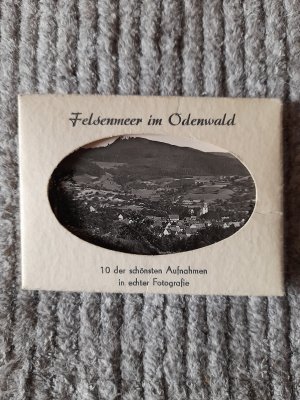 Felsenmeer im Odenwald
10 der schönsten Aufnahmen
in echter Fotografie